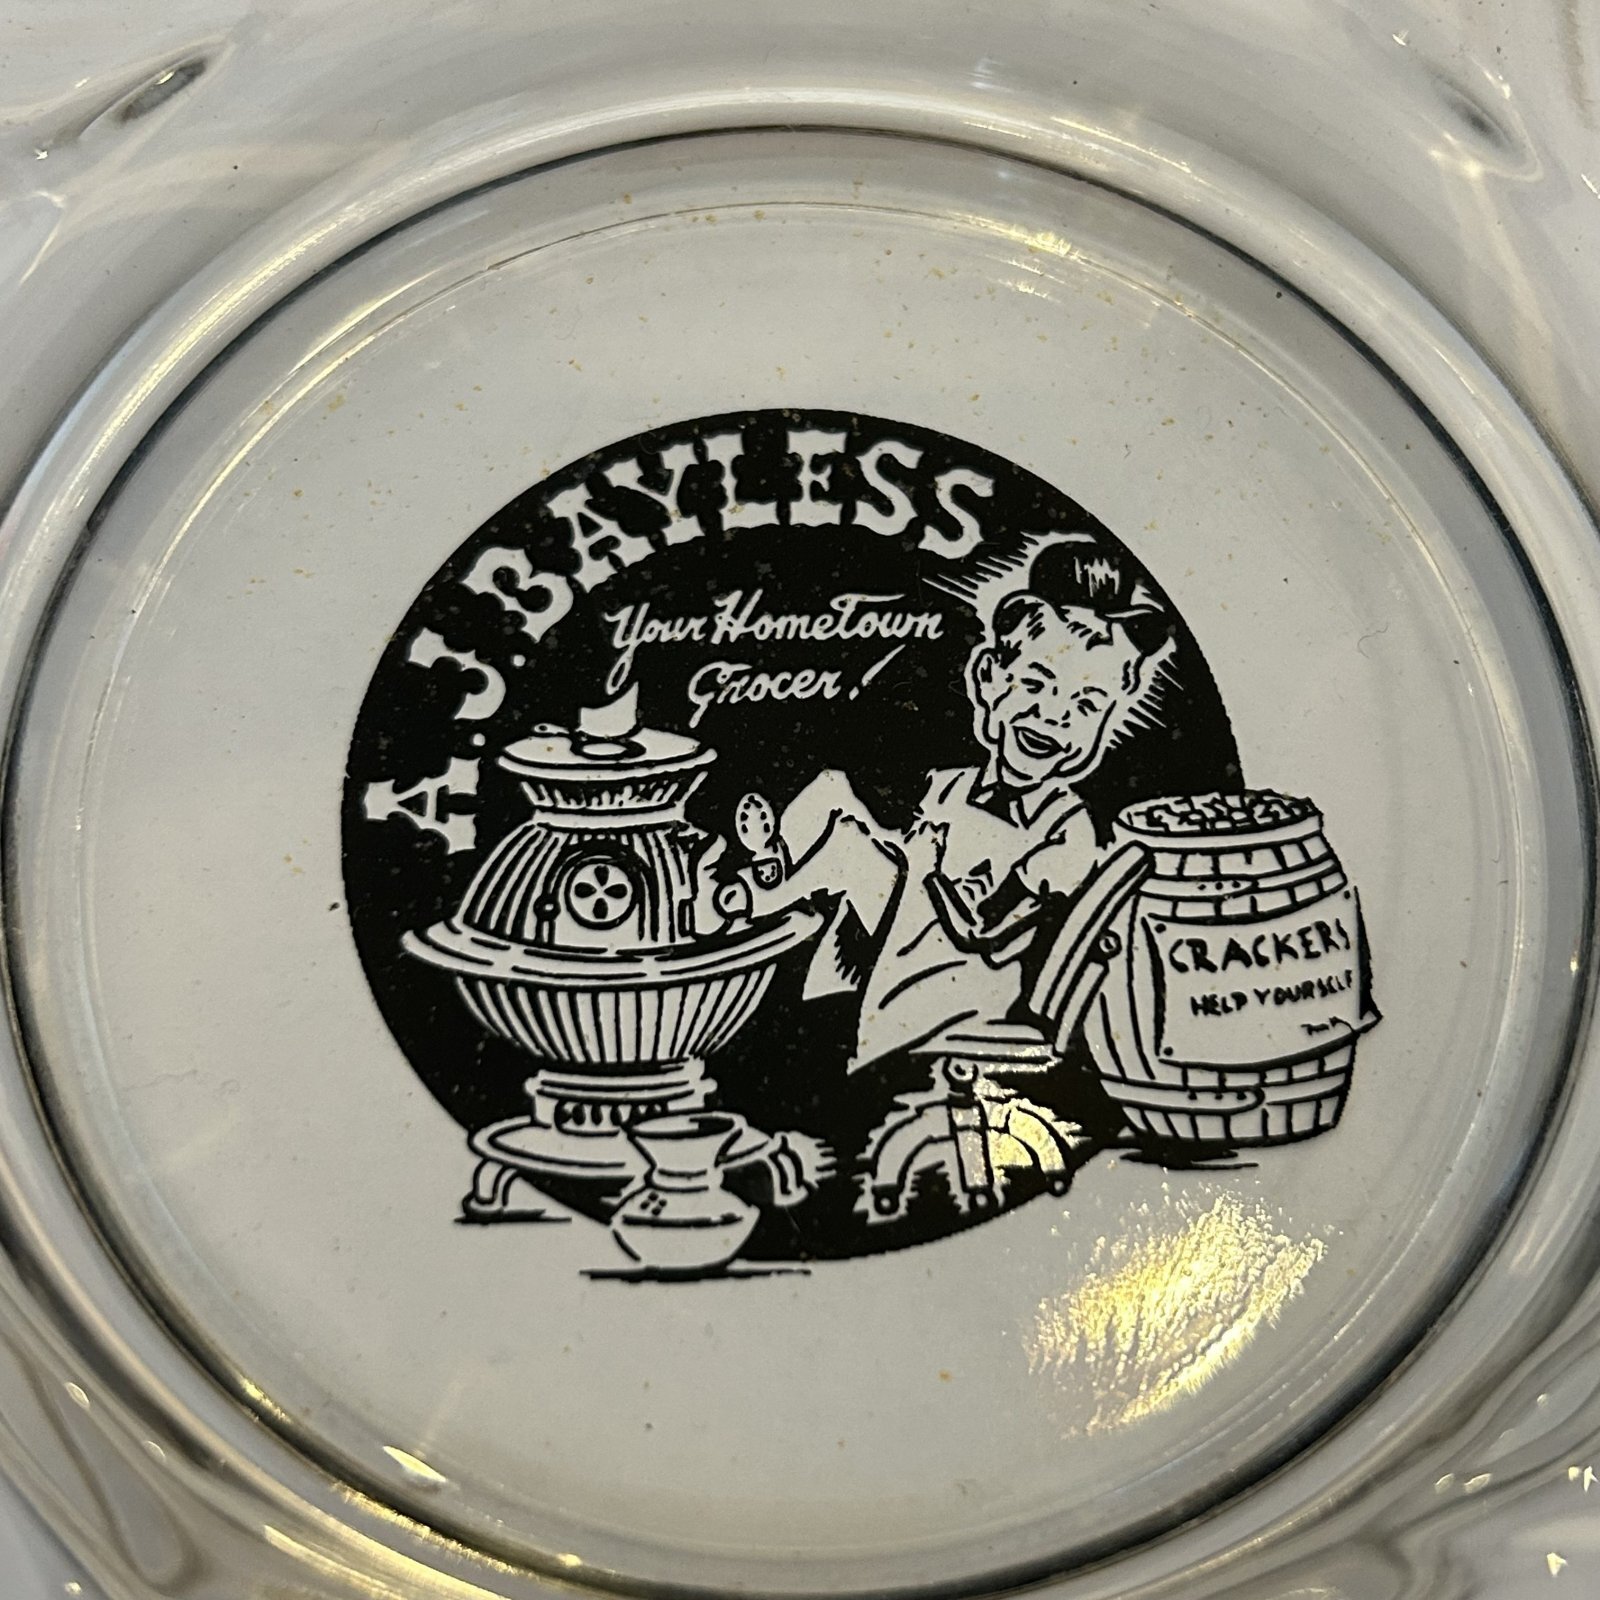 A.J. BAYLESS
Your HomeTown
Grocer!
CRACKERS
HELP YOURSELF